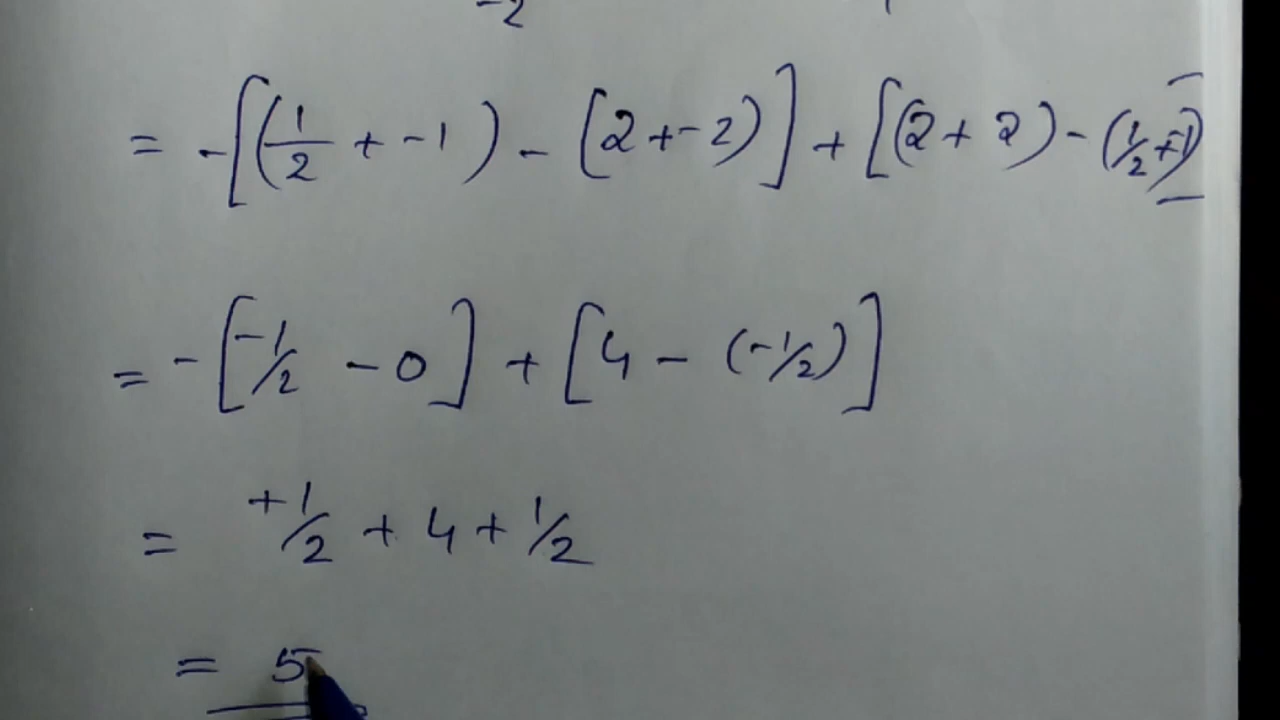 -2
= -[(1/2 + -1) - [2 + -2)] + [(2 + 2) - (1/2 + -1)]
= -[-1/2 - 0] + [4 - (-1/2)]
= +1/2 + 4 + 1/2
= 5